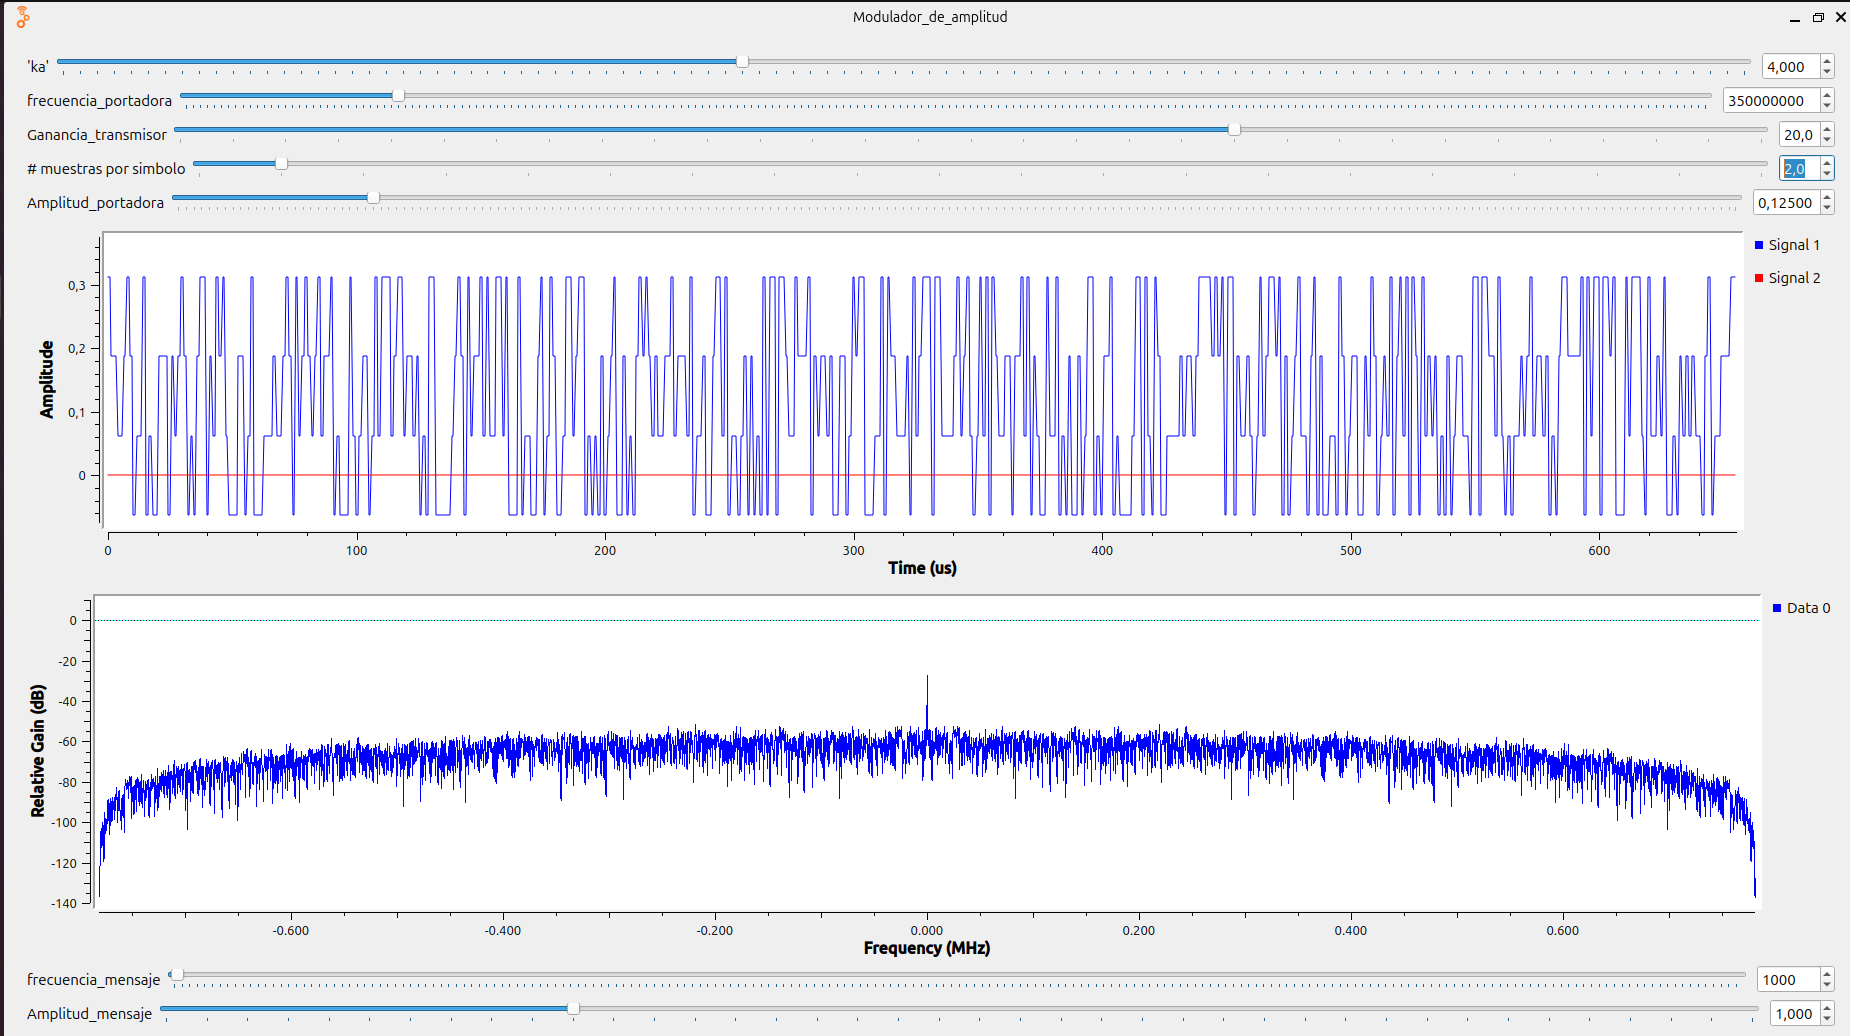 Modulador_de_amplitud
'ka' 4,000
frecuencia_portadora 350000000
Ganancia_transmisor 20,0
# muestras por simbolo 2,0
Amplitud_portadora 0,12500
Signal 1
Signal 2
Amplitude
0,3
0,2
0,1
0
0 100 200 300 400 500 600
Time (us)
Data 0
Relative Gain (dB)
0
-20
-40
-60
-80
-100
-120
-140
-0.600 -0.400 -0.200 0.000 0.200 0.400 0.600
Frequency (MHz)
frecuencia_mensaje 1000
Amplitud_mensaje 1,000